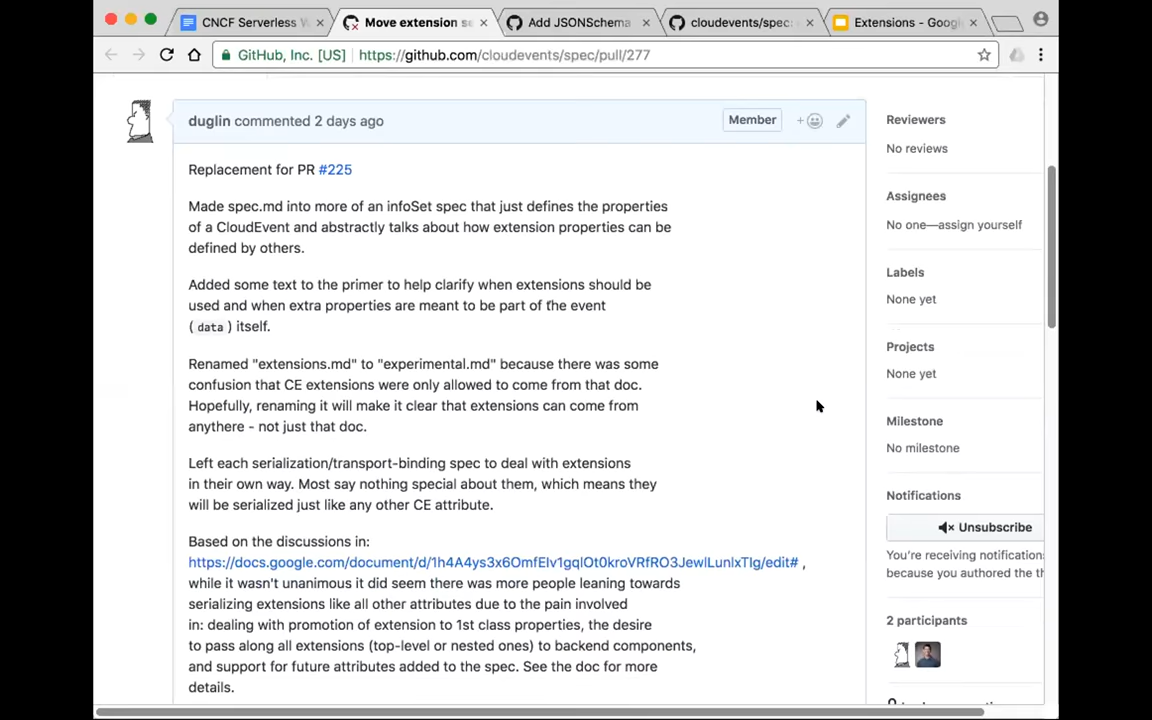 CNCF Serverless W
Move extension se
Add JSONSchema
cloudevents/spec:
Extensions - Googl
GitHub, Inc. [US]
https://github.com/cloudevents/spec/pull/277
duglin commented 2 days ago
Member
Replacement for PR #225
Made spec.md into more of an infoSet spec that just defines the properties
of a CloudEvent and abstractly talks about how extension properties can be
defined by others.
Added some text to the primer to help clarify when extensions should be
used and when extra properties are meant to be part of the event
( data ) itself.
Renamed "extensions.md" to "experimental.md" because there was some
confusion that CE extensions were only allowed to come from that doc.
Hopefully, renaming it will make it clear that extensions can come from
anythere - not just that doc.
Left each serialization/transport-binding spec to deal with extensions
in their own way. Most say nothing special about them, which means they
will be serialized just like any other CE attribute.
Based on the discussions in:
https://docs.google.com/document/d/1h4A4ys3x6OmfEIv1gqlOt0kroVRfRO3JewlLunlxTIg/edit# ,
while it wasn't unanimous it did seem there was more people leaning towards
serializing extensions like all other attributes due to the pain involved
in: dealing with promotion of extension to 1st class properties, the desire
to pass along all extensions (top-level or nested ones) to backend components,
and support for future attributes added to the spec. See the doc for more
details.
Reviewers
No reviews
Assignees
No one—assign yourself
Labels
None yet
Projects
None yet
Milestone
No milestone
Notifications
Unsubscribe
You're receiving notification
because you authored the th
2 participants